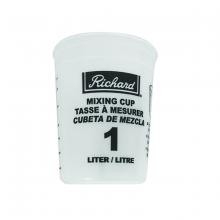 Richard
MIXING CUP
TASSE À MESURER
CUBETA DE MEZCLA
1
LITER/LITRE